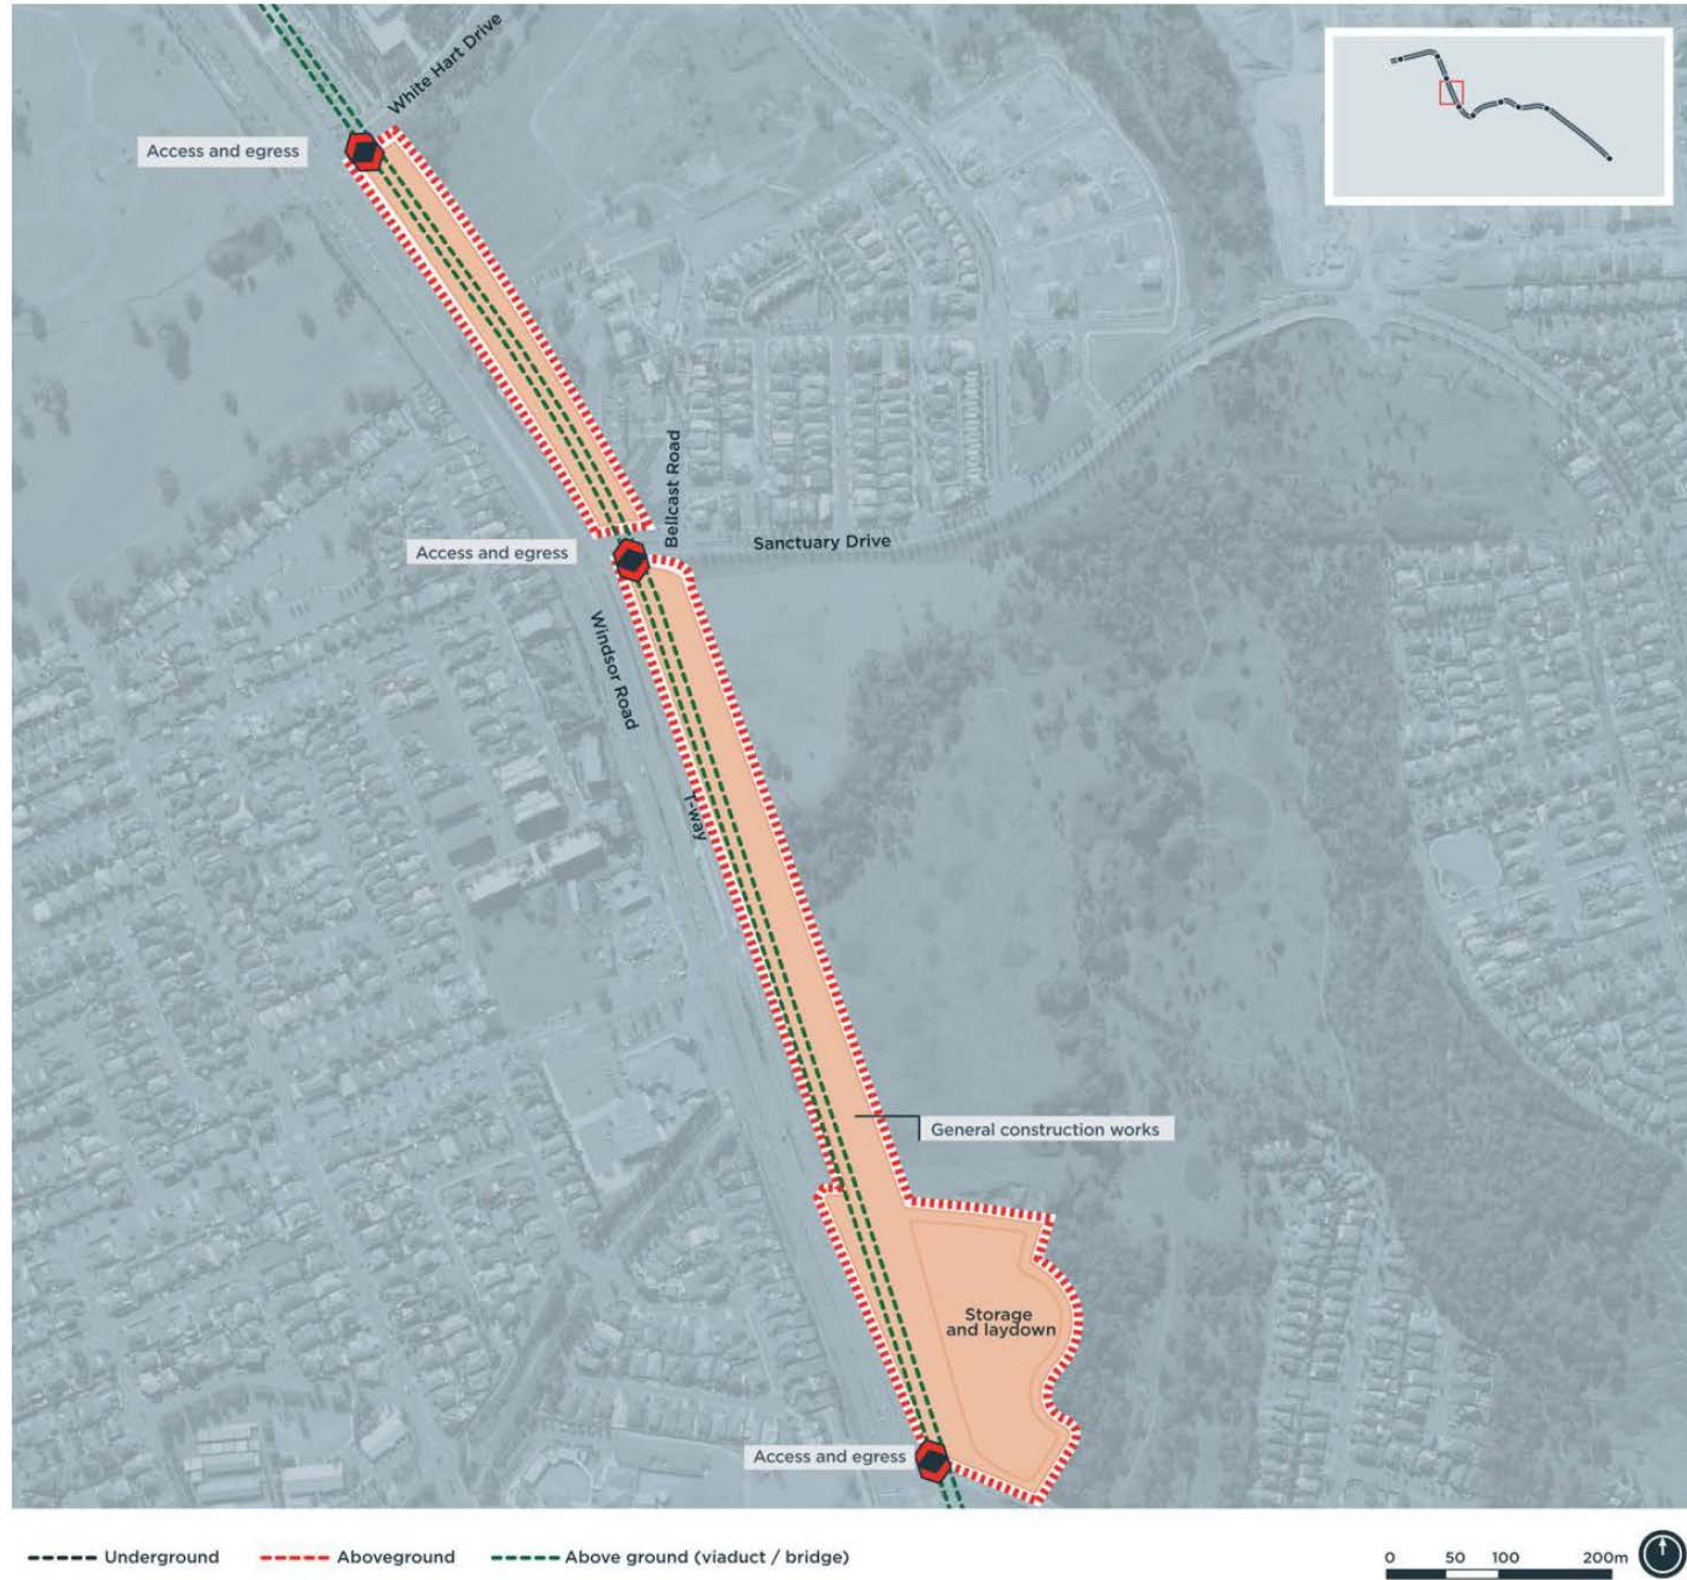 White Hart Drive
Access and egress
Bellcast Road
Sanctuary Drive
Access and egress
Windsor Road
T-way
General construction works
Storage
and laydown
Access and egress
Underground
Aboveground
Above ground (viaduct / bridge)
0 50 100 200m